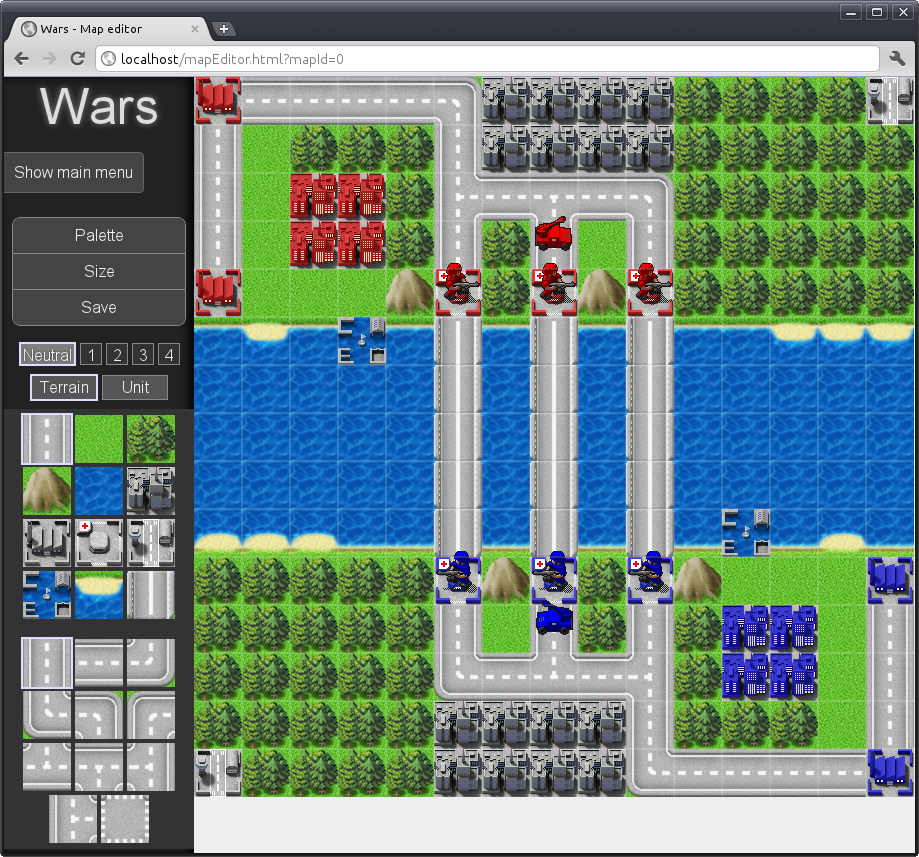 Wars - Map editor
localhost/mapEditor.html?mapId=0
Wars
Show main menu
Palette
Size
Save
Neutral 1 2 3 4
Terrain Unit